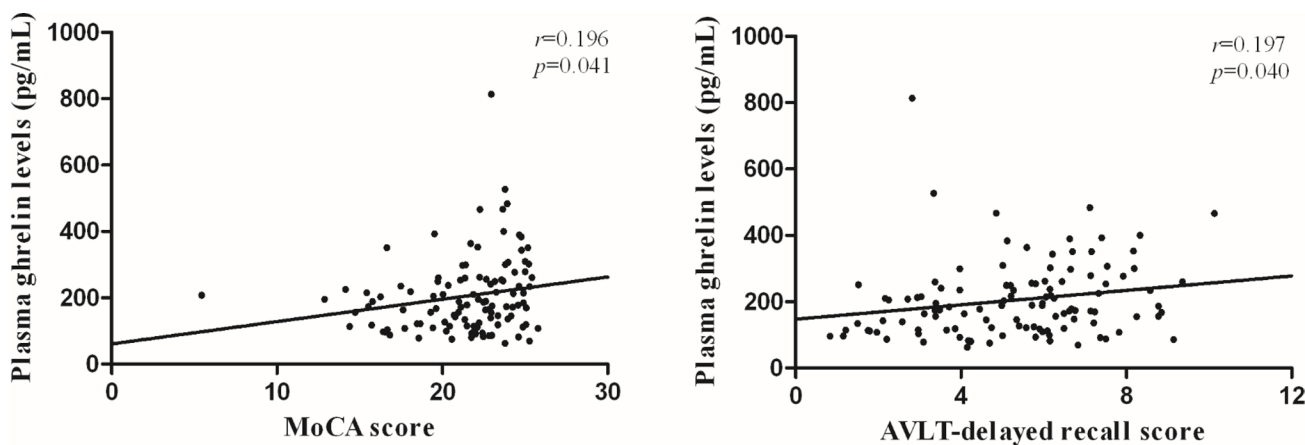 1000
800
600
400
200
0
Plasma ghrelin levels (pg/mL)
r=0.196
p=0.041
0 10 20 30
MoCA score
1000
800
600
400
200
0
Plasma ghrelin levels (pg/mL)
r=0.197
p=0.040
0 4 8 12
AVLT-delayed recall score